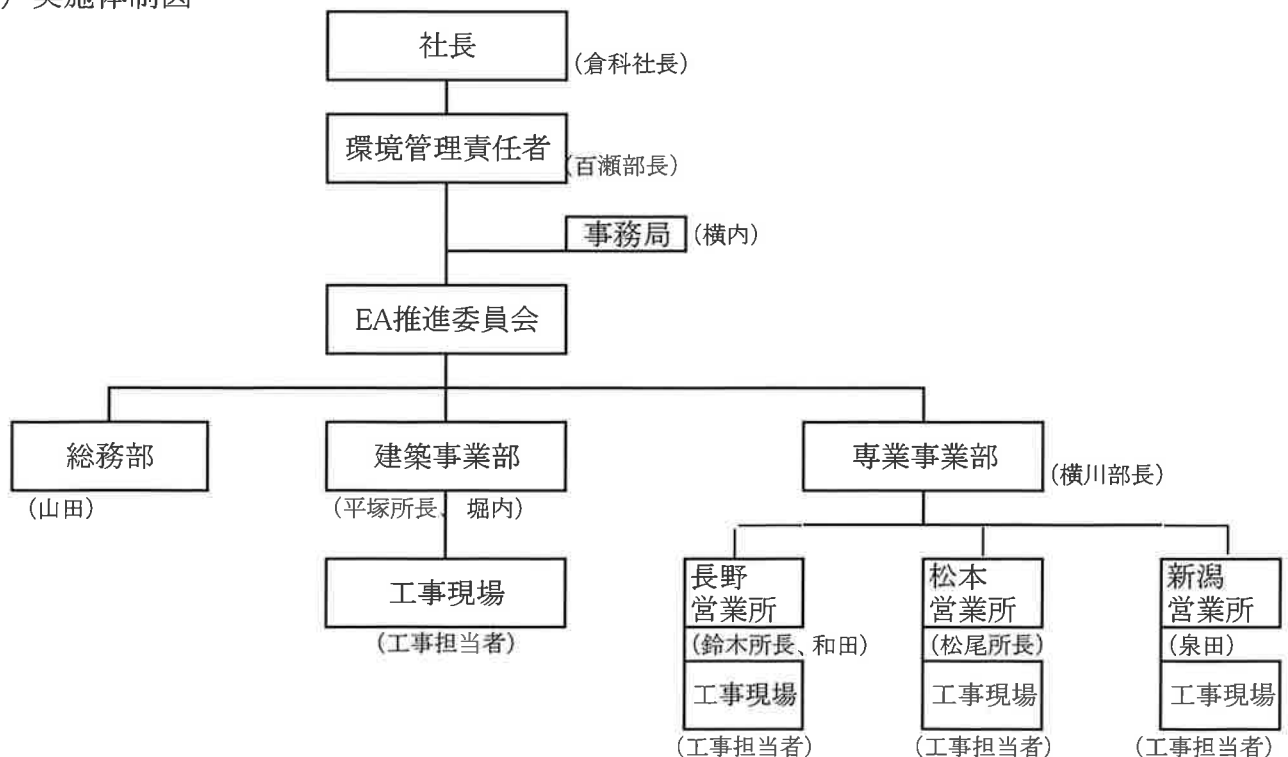 ）実施体制図
社長
（倉科社長）
環境管理責任者
（百瀬部長）
事務局
（横内）
EA推進委員会
総務部
（山田）
建築事業部
（平塚所長、堀内）
専業事業部
（横川部長）
工事現場
（工事担当者）
長野
営業所
（鈴木所長、和田）
工事現場
（工事担当者）
松本
営業所
（松尾所長）
工事現場
（工事担当者）
新潟
営業所
（泉田）
工事現場
（工事担当者）